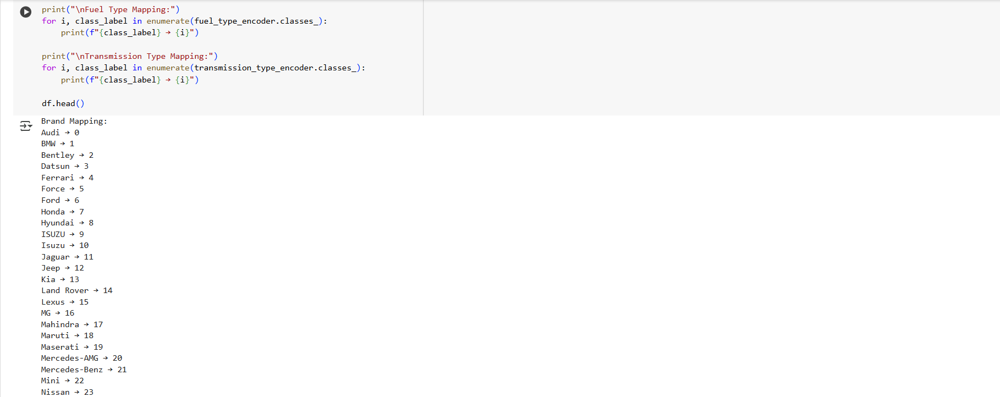 print("\nFuel Type Mapping:")
for i, class_label in enumerate(fuel_type_encoder.classes_):
    print(f"{class_label} → {i}")
print("\nTransmission Type Mapping:")
for i, class_label in enumerate(transmission_type_encoder.classes_):
    print(f"{class_label} → {i}")
df.head()
Brand Mapping:
Audi → 0
BMW → 1
Bentley → 2
Datsun → 3
Ferrari → 4
Force → 5
Ford → 6
Honda → 7
Hyundai → 8
ISUZU → 9
Isuzu → 10
Jaguar → 11
Jeep → 12
Kia → 13
Land Rover → 14
Lexus → 15
MG → 16
Mahindra → 17
Maruti → 18
Maserati → 19
Mercedes-AMG → 20
Mercedes-Benz → 21
Mini → 22
Nissan → 23